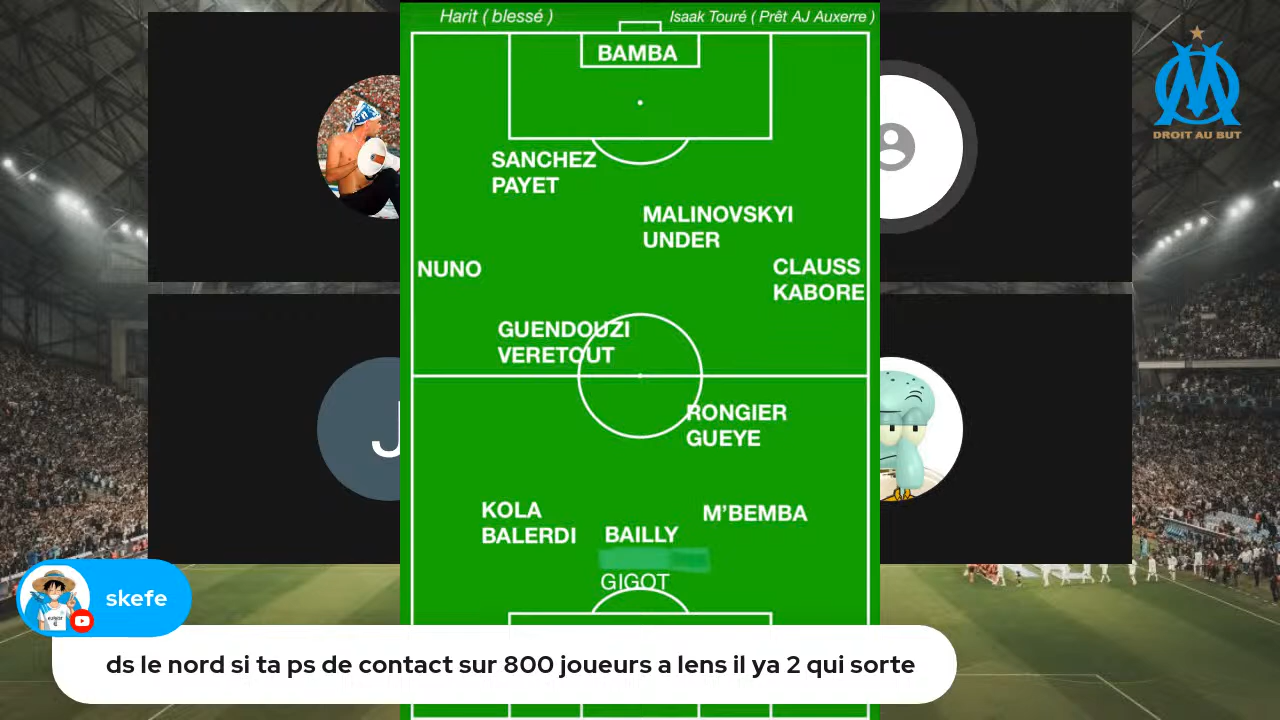 Harit ( blessé )
Isaak Touré ( Prêt AJ Auxerre )
BAMBA
DROIT AU BUT
SANCHEZ
PAYET
MALINOVSKYI
UNDER
NUNO
CLAUSS
KABORE
GUENDOUZI
VERETOUT
J
RONGIER
GUEYE
KOLA
BALERDI
BAILLY
M'BEMBA
GIGOT
skefe
ds le nord si ta ps de contact sur 800 joueurs a lens il ya 2 qui sorte